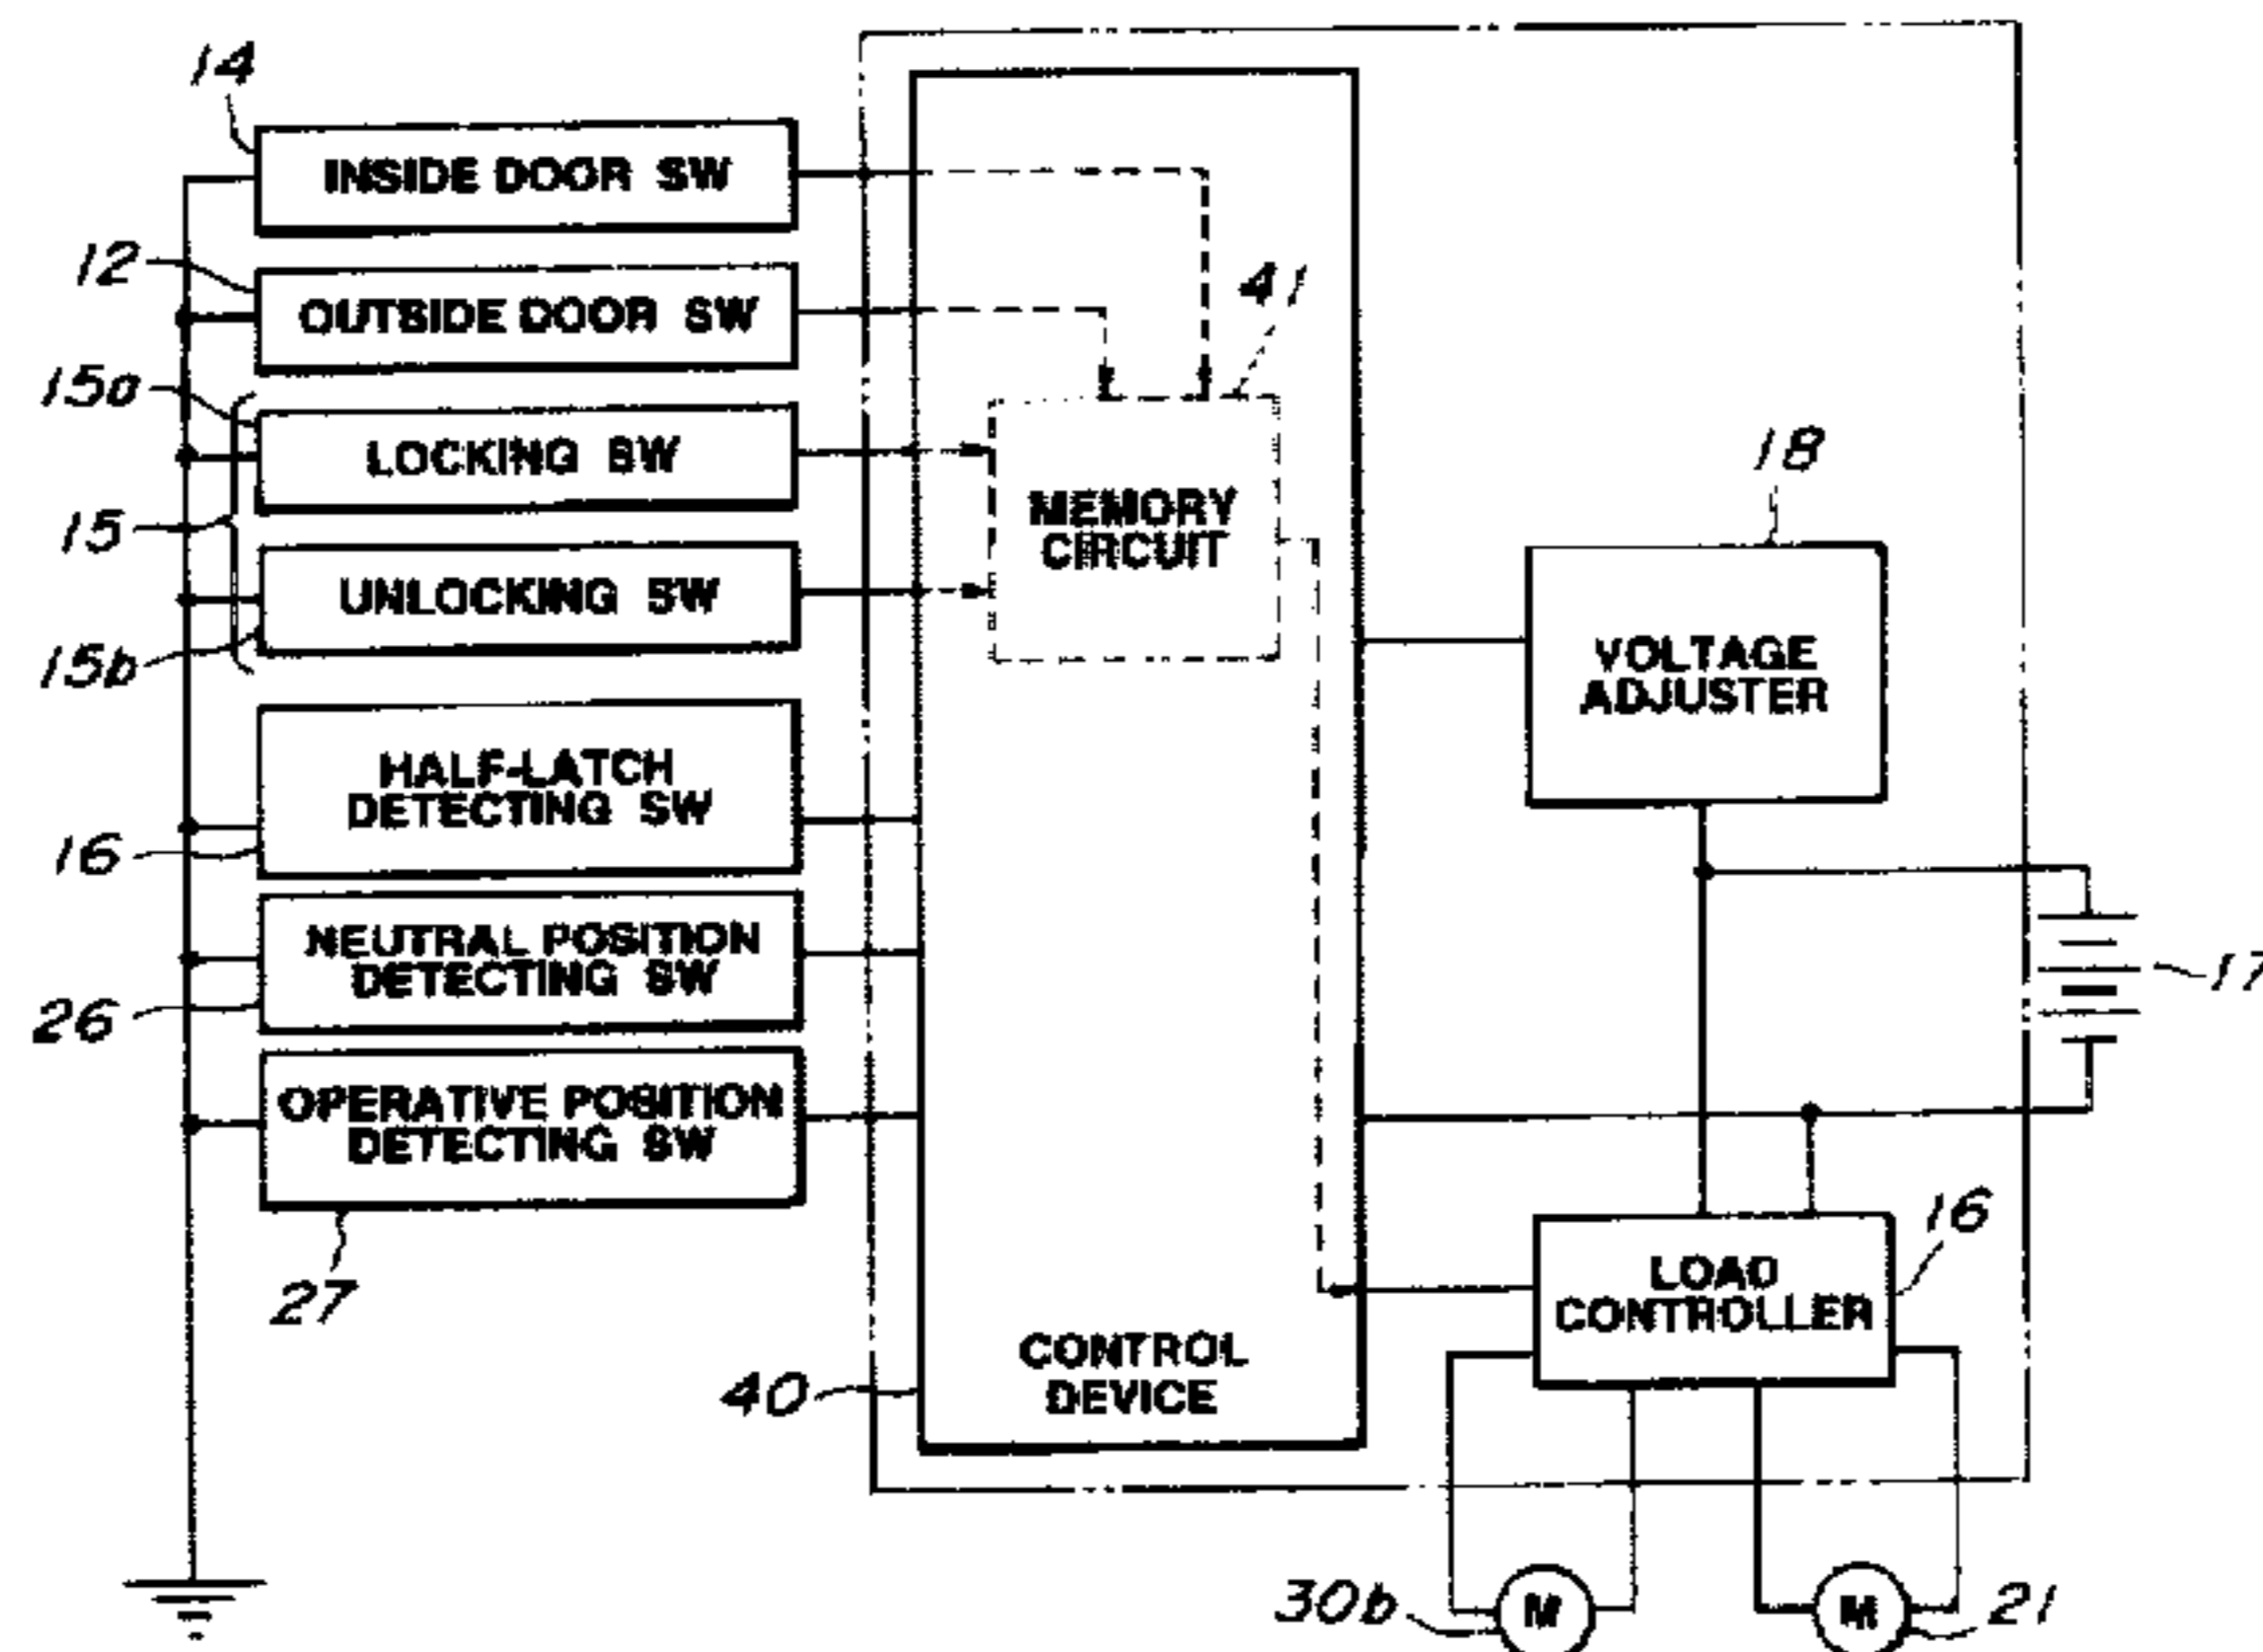 14
INSIDE DOOR SW
12
OUTSIDE DOOR SW
41
15a
LOCKING SW
15
MEMORY
CIRCUIT
UNLOCKING SW
15b
18
VOLTAGE
ADJUSTER
HALF-LATCH
DETECTING SW
16
NEUTRAL POSITION
DETECTING SW
26
17
OPERATIVE POSITION
DETECTING SW
27
16
LOAD
CONTROLLER
CONTROL
DEVICE
40
30b
M
M
21